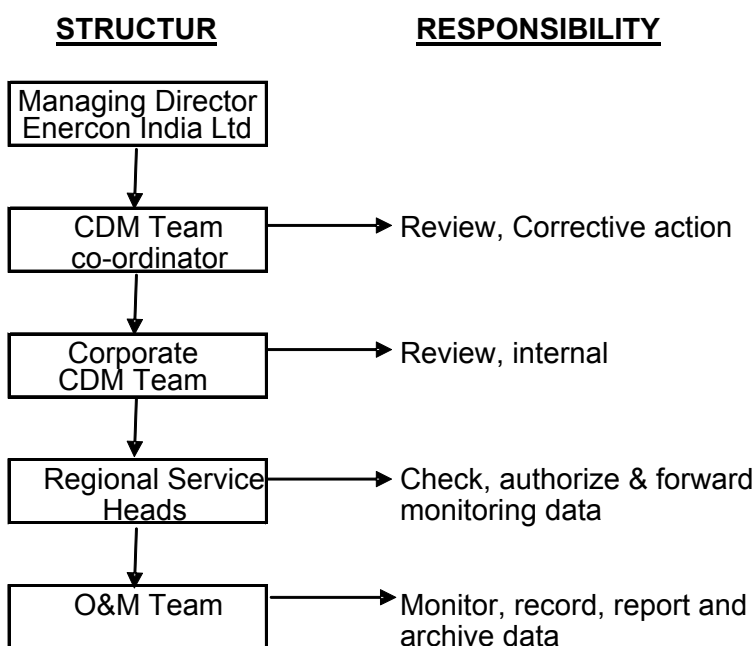 STRUCTUR
RESPONSIBILITY
Managing Director
Enercon India Ltd
CDM Team
co-ordinator
Review, Corrective action
Corporate
CDM Team
Review, internal
Regional Service
Heads
Check, authorize & forward
monitoring data
O&M Team
Monitor, record, report and
archive data